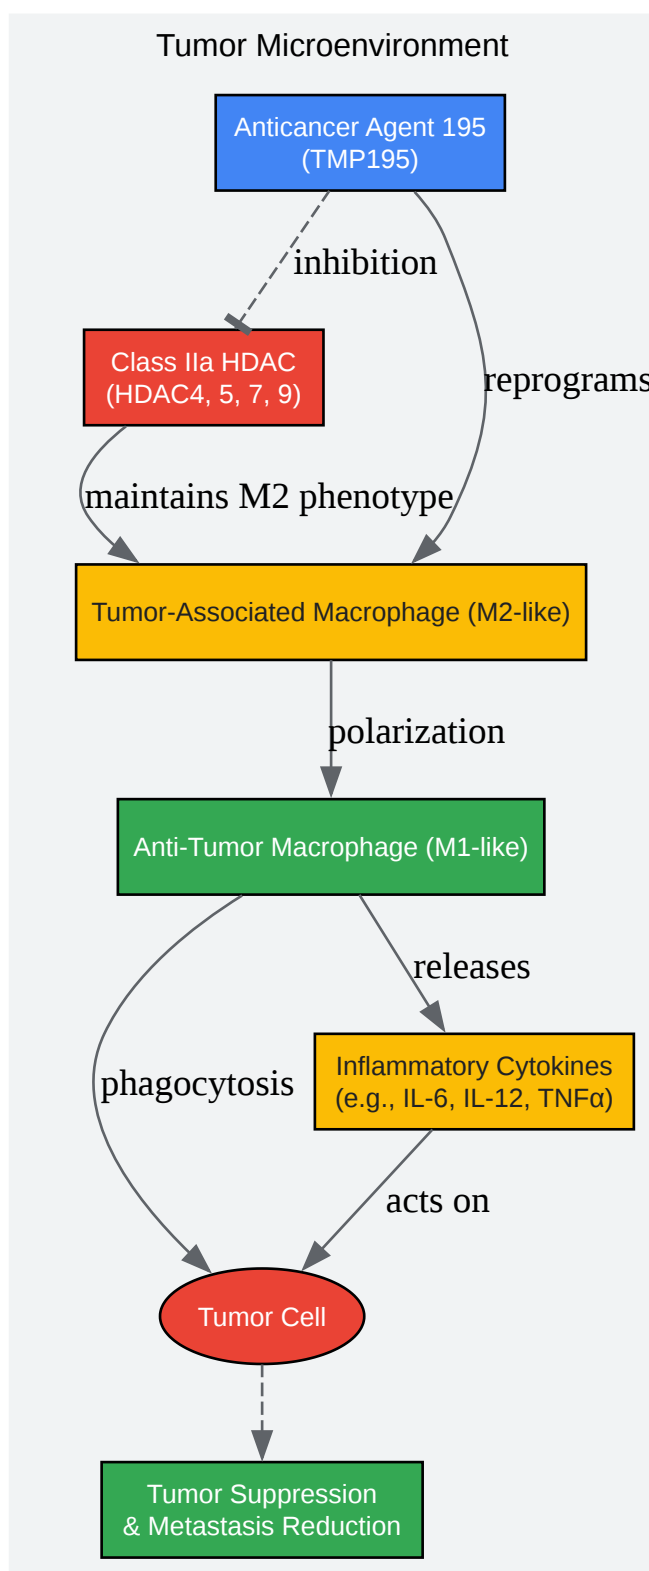 Tumor Microenvironment
Anticancer Agent 195
(TMP195)
inhibition
Class IIa HDAC
(HDAC4, 5, 7, 9)
reprograms
maintains M2 phenotype
Tumor-Associated Macrophage (M2-like)
polarization
Anti-Tumor Macrophage (M1-like)
releases
phagocytosis
Inflammatory Cytokines
(e.g., IL-6, IL-12, TNFα)
acts on
Tumor Cell
Tumor Suppression
& Metastasis Reduction